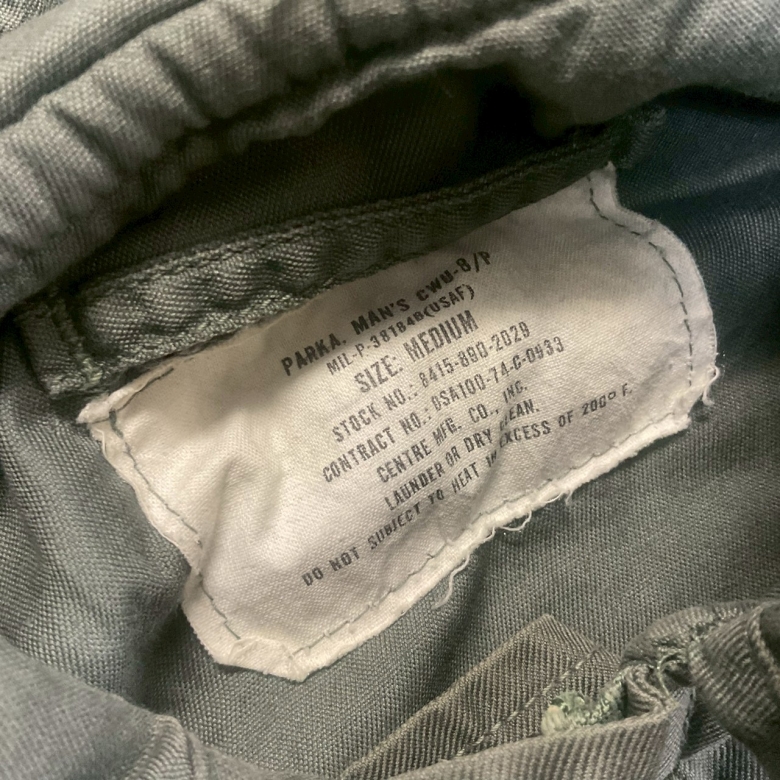 PARKA, MAN'S CWU-8/P
MIL-P-38184B(USAF)
SIZE: MEDIUM
STOCK NO.: 8415-890-2029
CONTRACT NO.: DSA100-74-C-0933
CENTRE MFG. CO., INC.
LAUNDER OR DRY CLEAN.
DO NOT SUBJECT TO HEAT IN EXCESS OF 200º F.